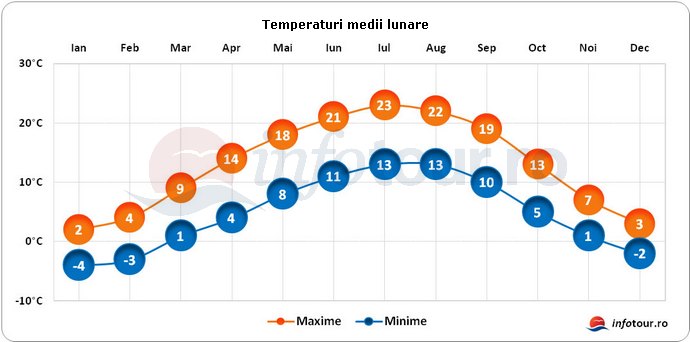 Temperaturi medii lunare
Ian Feb Mar Apr Mai Iun Iul Aug Sep Oct Noi Dec
30°C
20°C
10°C
0°C
-10°C
2 4 9 14 18 21 23 22 19 13 7 3
-4 -3 1 4 8 11 13 13 10 5 1 -2
infotour.ro
Maxime Minime
infotour.ro